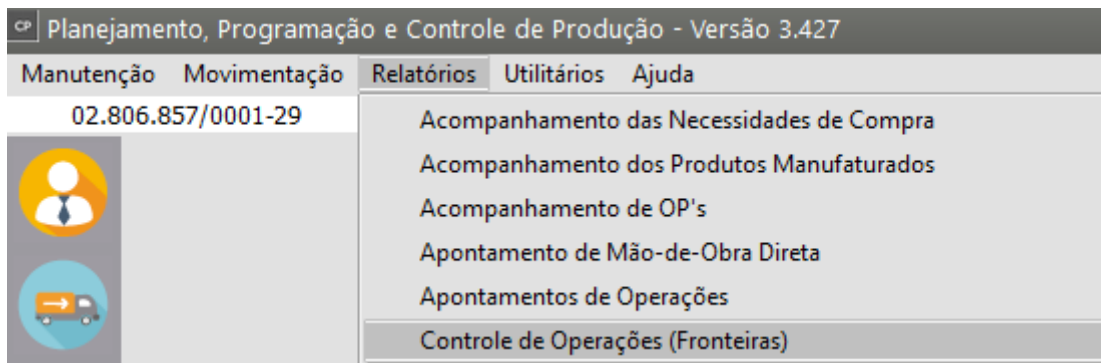 CP Planejamento, Programação e Controle de Produção - Versão 3.427
Manutenção Movimentação Relatórios Utilitários Ajuda
02.806.857/0001-29
Acompanhamento das Necessidades de Compra
Acompanhamento dos Produtos Manufaturados
Acompanhamento de OP's
Apontamento de Mão-de-Obra Direta
Apontamentos de Operações
Controle de Operações (Fronteiras)